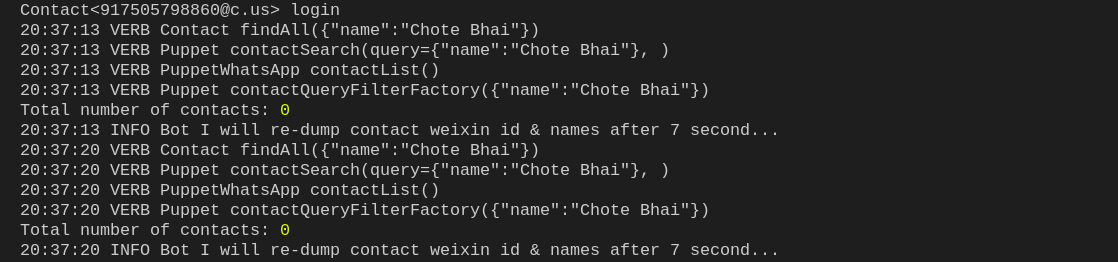 Contact<917505798860@c.us> login
20:37:13 VERB Contact findAll({"name":"Chote Bhai"})
20:37:13 VERB Puppet contactSearch(query={"name":"Chote Bhai"}, )
20:37:13 VERB PuppetWhatsApp contactList()
20:37:13 VERB Puppet contactQueryFilterFactory({"name":"Chote Bhai"})
Total number of contacts: 0
20:37:13 INFO Bot I will re-dump contact weixin id & names after 7 second...
20:37:20 VERB Contact findAll({"name":"Chote Bhai"})
20:37:20 VERB Puppet contactSearch(query={"name":"Chote Bhai"}, )
20:37:20 VERB PuppetWhatsApp contactList()
20:37:20 VERB Puppet contactQueryFilterFactory({"name":"Chote Bhai"})
Total number of contacts: 0
20:37:20 INFO Bot I will re-dump contact weixin id & names after 7 second...